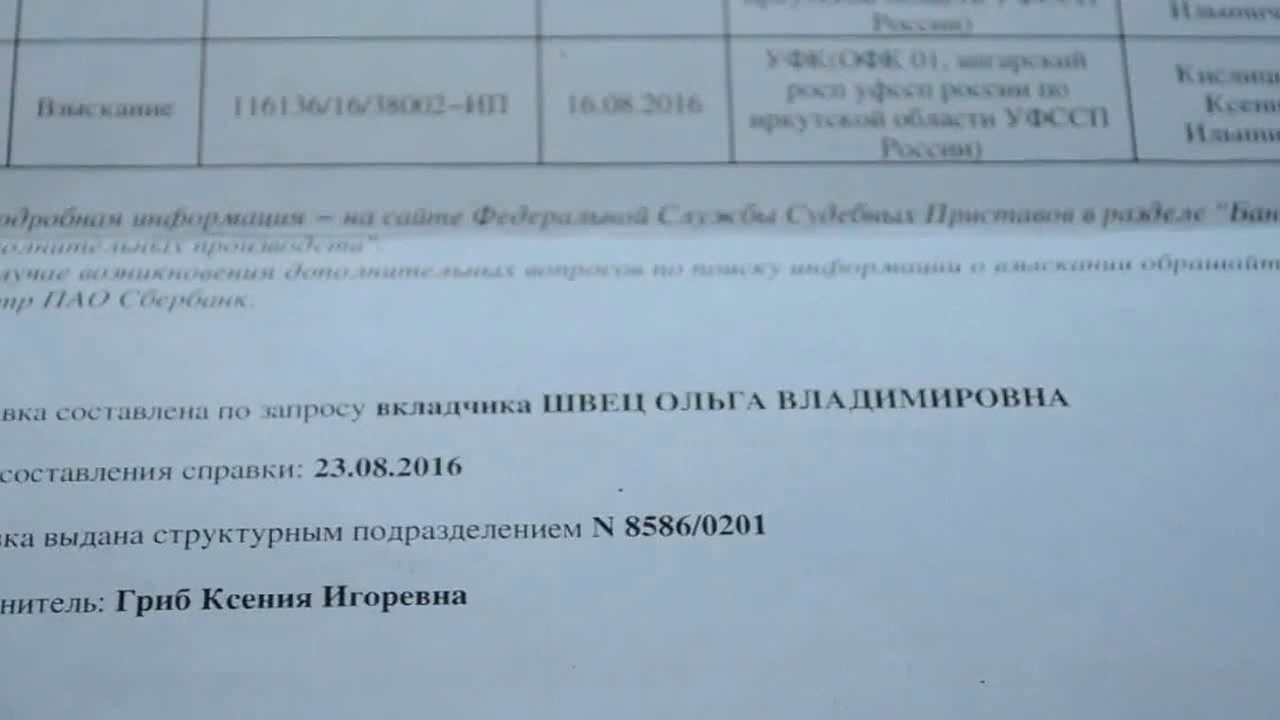 России)
Взыскание 116136/16/38002-ИП 16.08.2016
УФК(ОФК 01, ангарский
росп уфссп россии по
иркутской области УФССП
России)
Ксени
одробная информация – на сайте Федеральной Службы Судебных Приставов в разделе "Бан
олнительных производств".
лучае возникновения дополнительных вопросов по поиску информации о взыскании обращайт
тр ПАО Сбербанк.
вка составлена по запросу вкладчика ШВЕЦ ОЛЬГА ВЛАДИМИРОВНА
составления справки: 23.08.2016
ка выдана структурным подразделением N 8586/0201
нитель: Гриб Ксения Игоревна